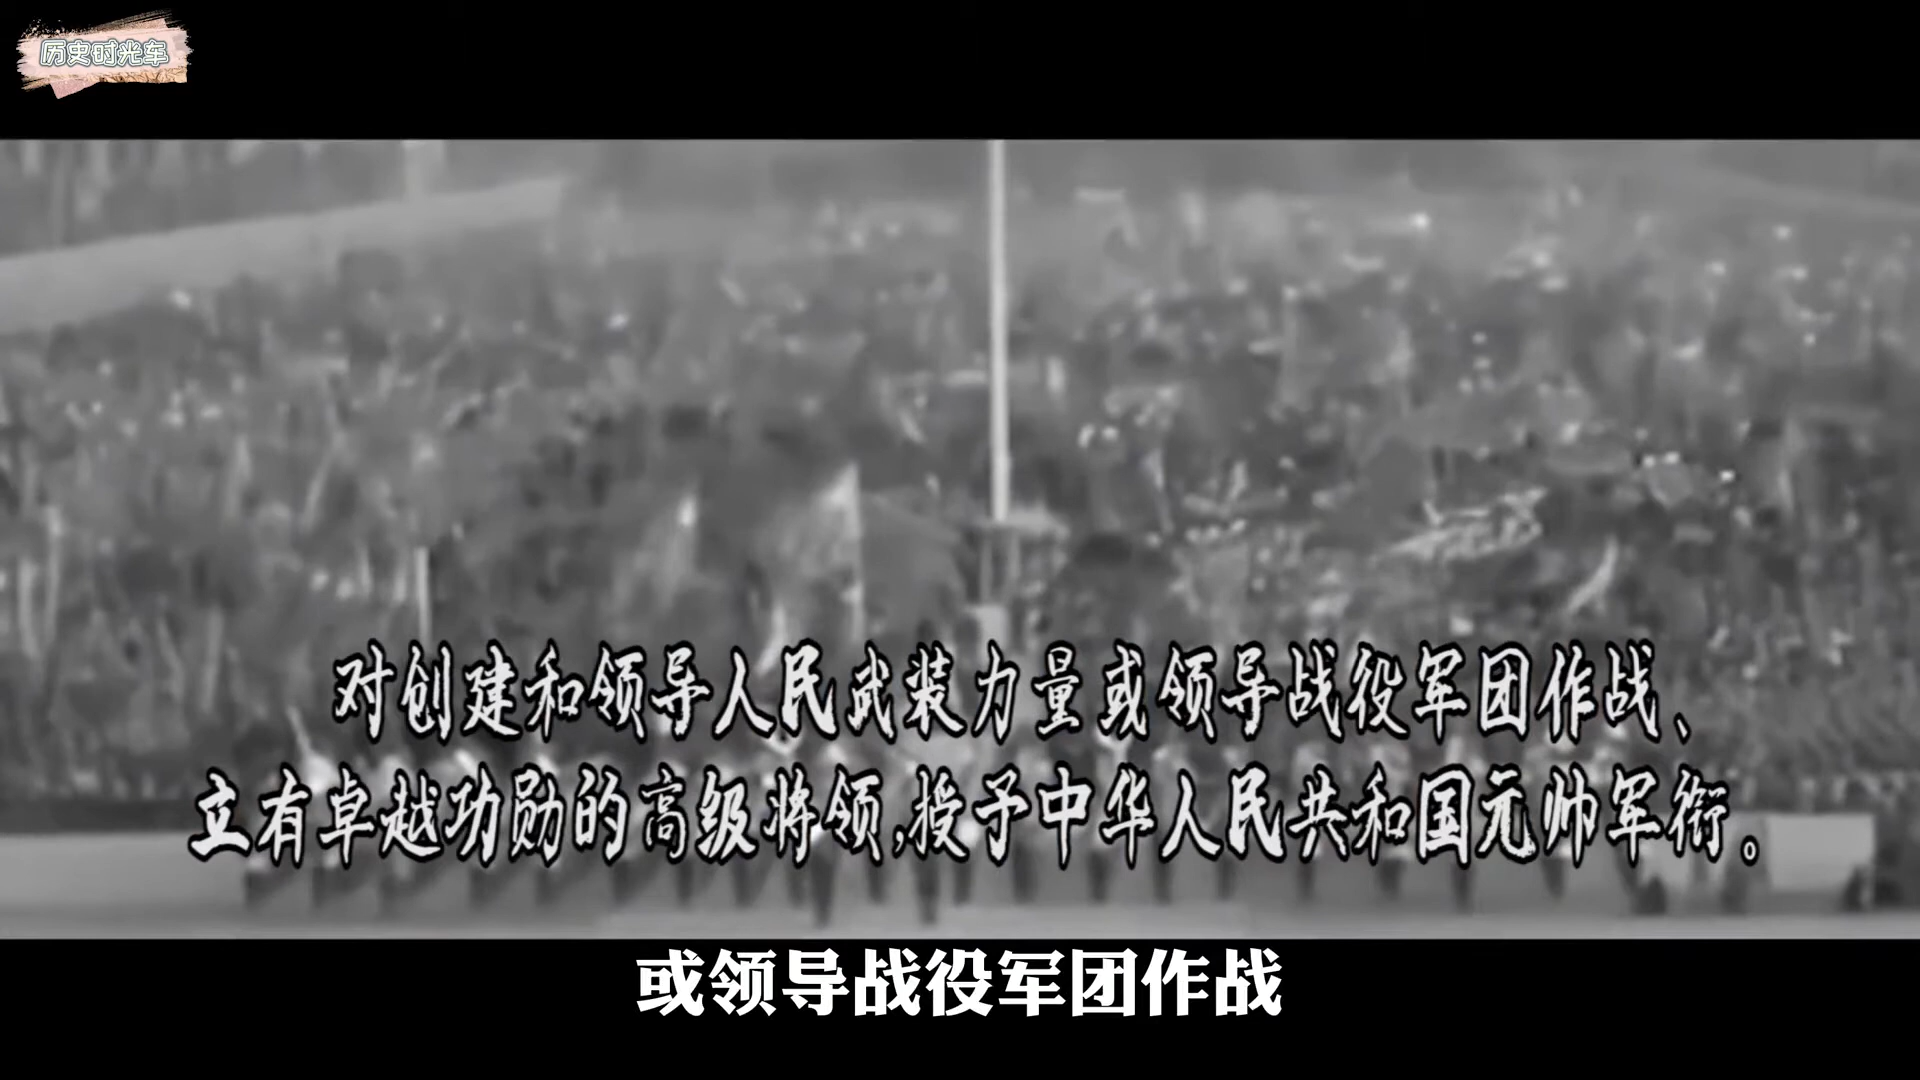 历史时光车
对创建和领导人民武装力量或领导战役军团作战、
立有卓越功勋的高级将领,授予中华人民共和国元帅军衔。
或领导战役军团作战